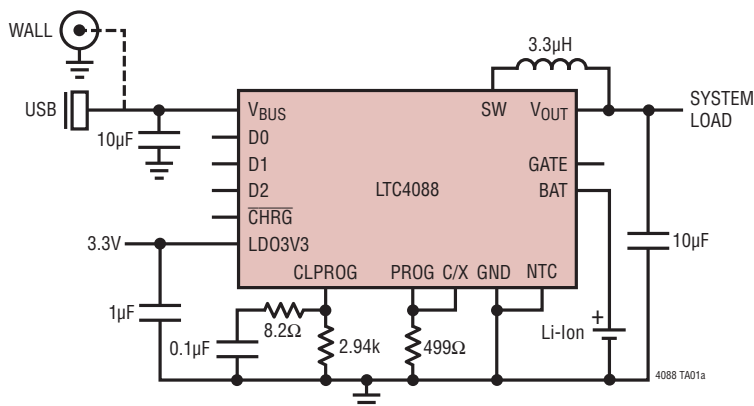 WALL
3.3µH
USB
VBUS
SW
VOUT
SYSTEM
LOAD
10µF
D0
D1
GATE
D2
LTC4088
BAT
CHRG
3.3V
LDO3V3
10µF
CLPROG
PROG
C/X
GND
NTC
1µF
8.2Ω
0.1µF
2.94k
499Ω
Li-Ion
+
4088 TA01a